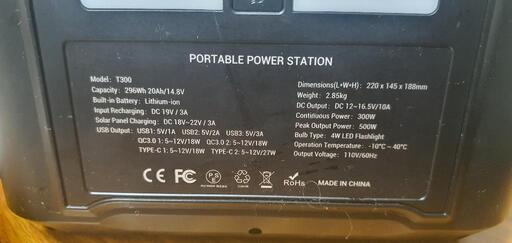 PORTABLE POWER STATION
Model: T300
Capacity: 296Wh 20Ah/14.8V
Built-in Battery: Lithium-ion
Input Recharging: DC 19V / 3A
Solar Panel Charging: DC 18V~22V / 3A
USB Output: USB1: 5V/1A USB2: 5V/2A USB3: 5V/3A
QC3.0 1: 5~12V/18W QC3.0 2: 5~12V/18W
TYPE-C 1: 5~12V/18W TYPE-C 2: 5~12V/27W
Dimensions(L*W*H): 220 x 145 x 188mm
Weight: 2.85kg
DC Output: DC 12~16.5V/10A
Continuous Power: 300W
Peak Output Power: 500W
Bulb Type: 4W LED Flashlight
Operation Temperature: -10°C ~ 40°C
Output Voltage: 110V/60Hz
CE FC PSE RoHS MADE IN CHINA